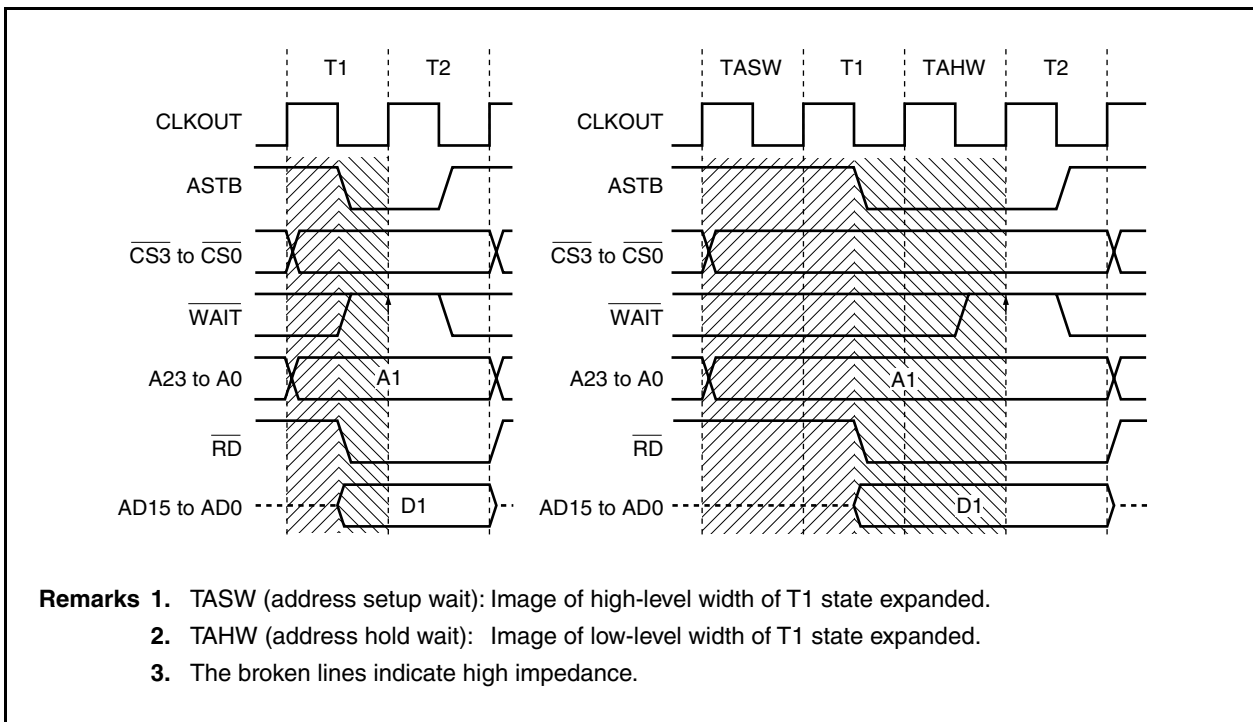 T1 T2 TASW T1 TAHW T2
CLKOUT CLKOUT
ASTB ASTB
CS3 to CS0 CS3 to CS0
WAIT WAIT
A23 to A0 A1 A23 to A0 A1
RD RD
AD15 to AD0 D1 AD15 to AD0 D1
Remarks 1. TASW (address setup wait): Image of high-level width of T1 state expanded.
2. TAHW (address hold wait): Image of low-level width of T1 state expanded.
3. The broken lines indicate high impedance.